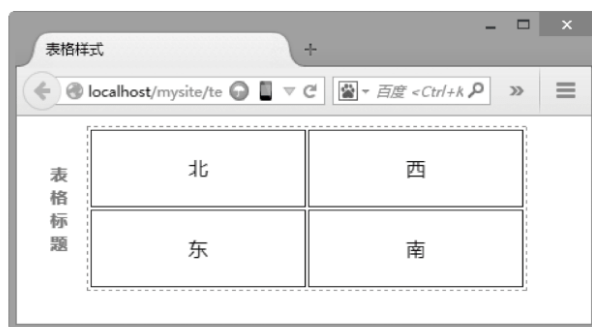 表格样式
localhost/mysite/te
百度 <Ctrl+k
表格标题
北 西
东 南